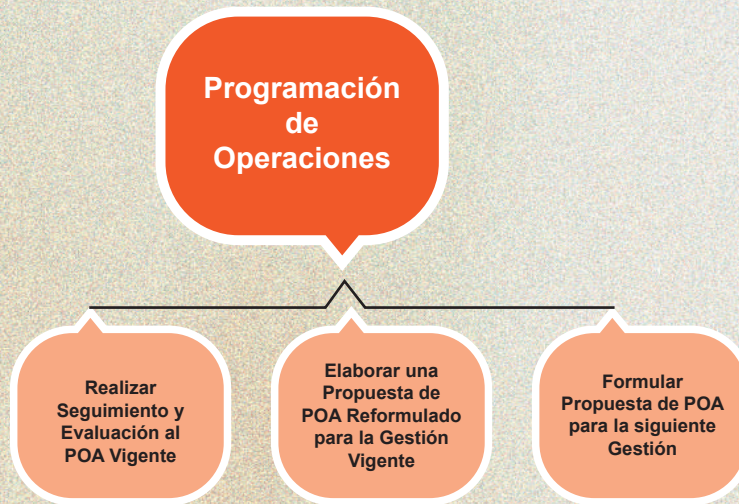 Programación
de
Operaciones
Realizar
Seguimiento y
Evaluación al
POA Vigente
Elaborar una
Propuesta de
POA Reformulado
para la Gestión
Vigente
Formular
Propuesta de POA
para la siguiente
Gestión